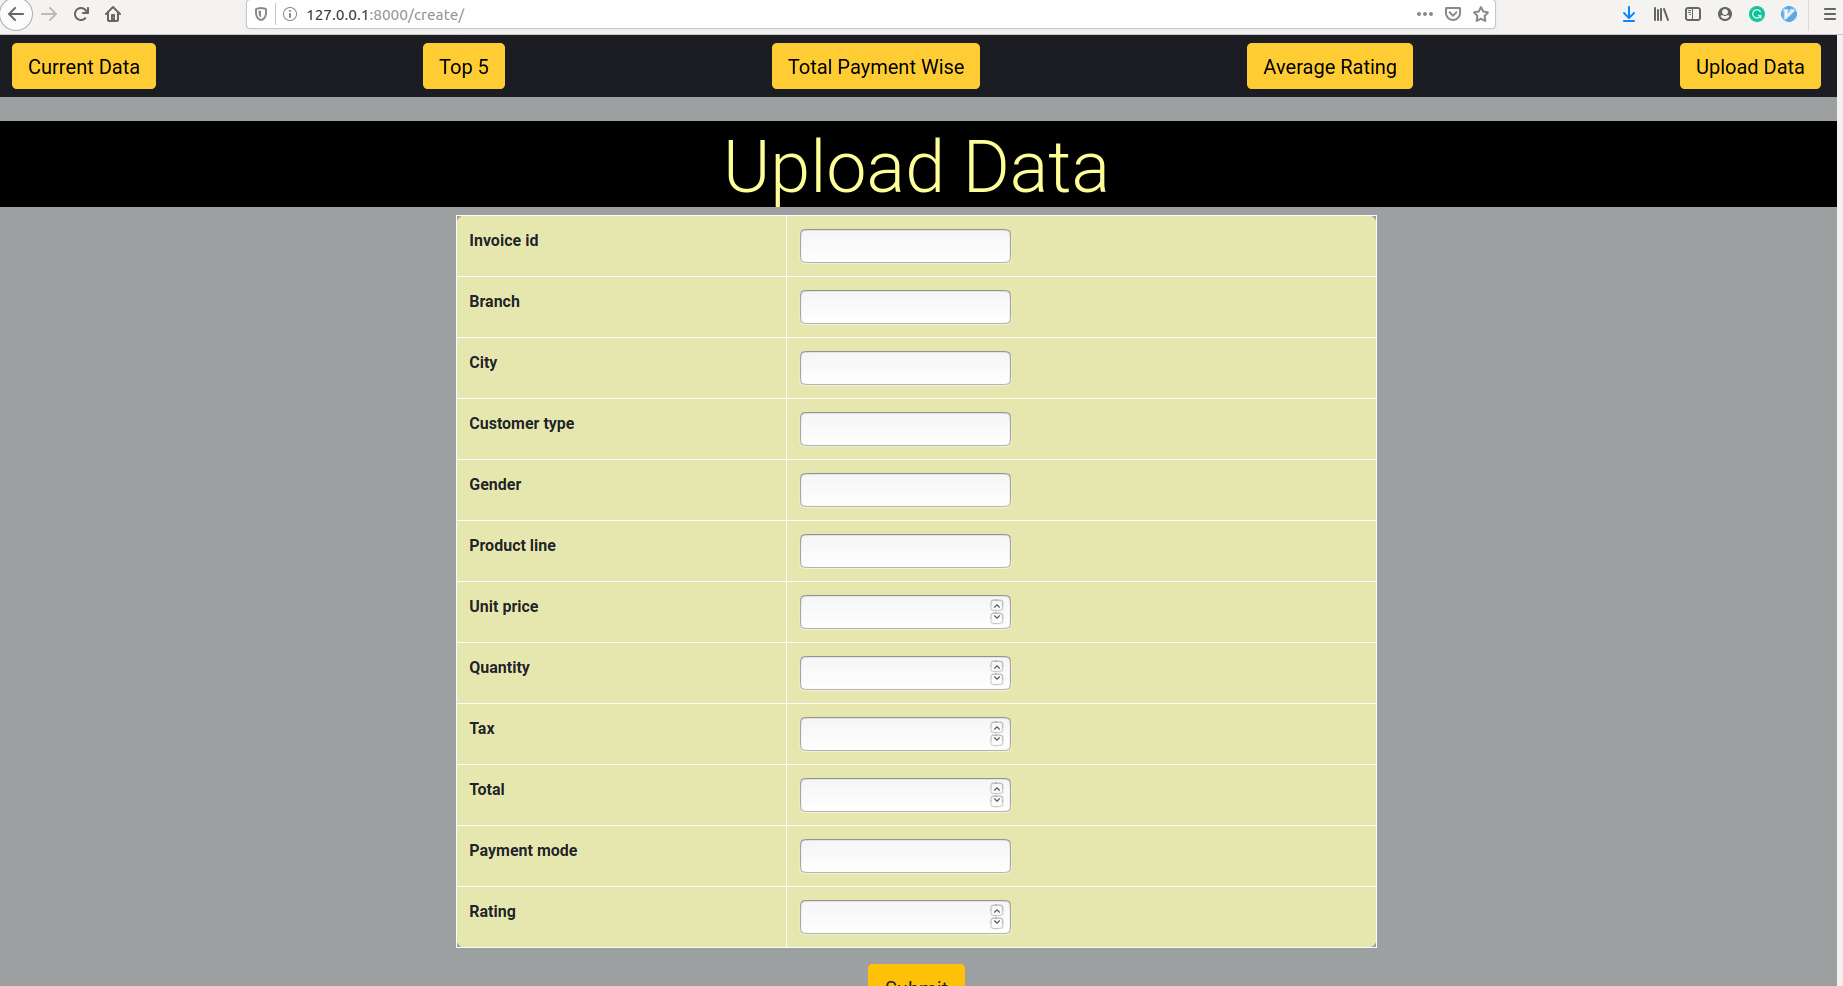 127.0.0.1:8000/create/
Current Data Top 5 Total Payment Wise Average Rating Upload Data
Upload Data
Invoice id
Branch
City
Customer type
Gender
Product line
Unit price
Quantity
Tax
Total
Payment mode
Rating
Submit